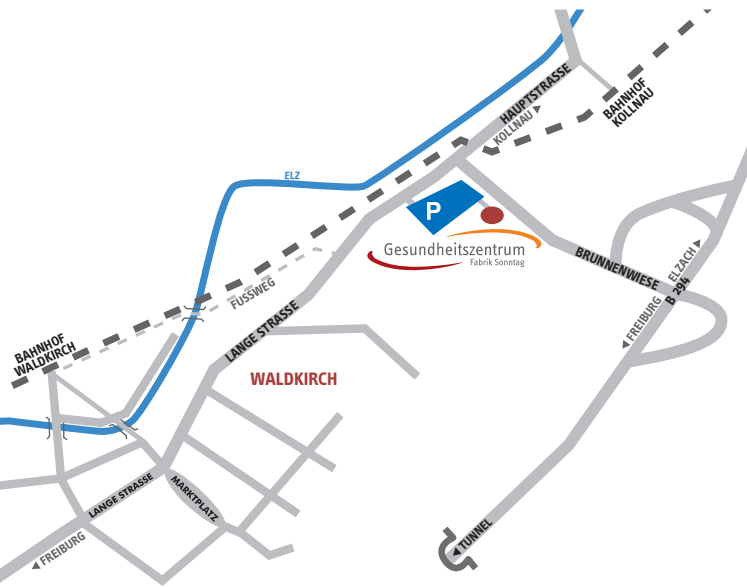 HAUPTSTRASSE
KOLLNAU
BAHNHOF
KOLLNAU
ELZ
P
Gesundheitszentrum
Fabrik Sonntag
BRUNNENWIESE
ELZACH
B 294
FREIBURG
FUSSWEG
LANGE STRASSE
BAHNHOF
WALDKIRCH
WALDKIRCH
LANGE STRASSE
MARKTPLATZ
FREIBURG
TUNNEL